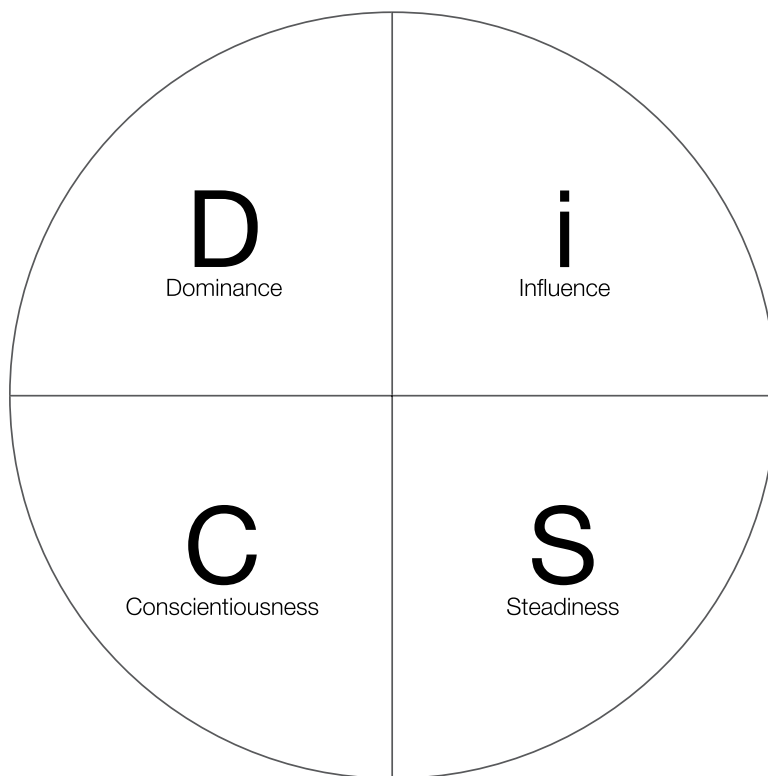 D
Dominance
i
Influence
C
Conscientiousness
S
Steadiness